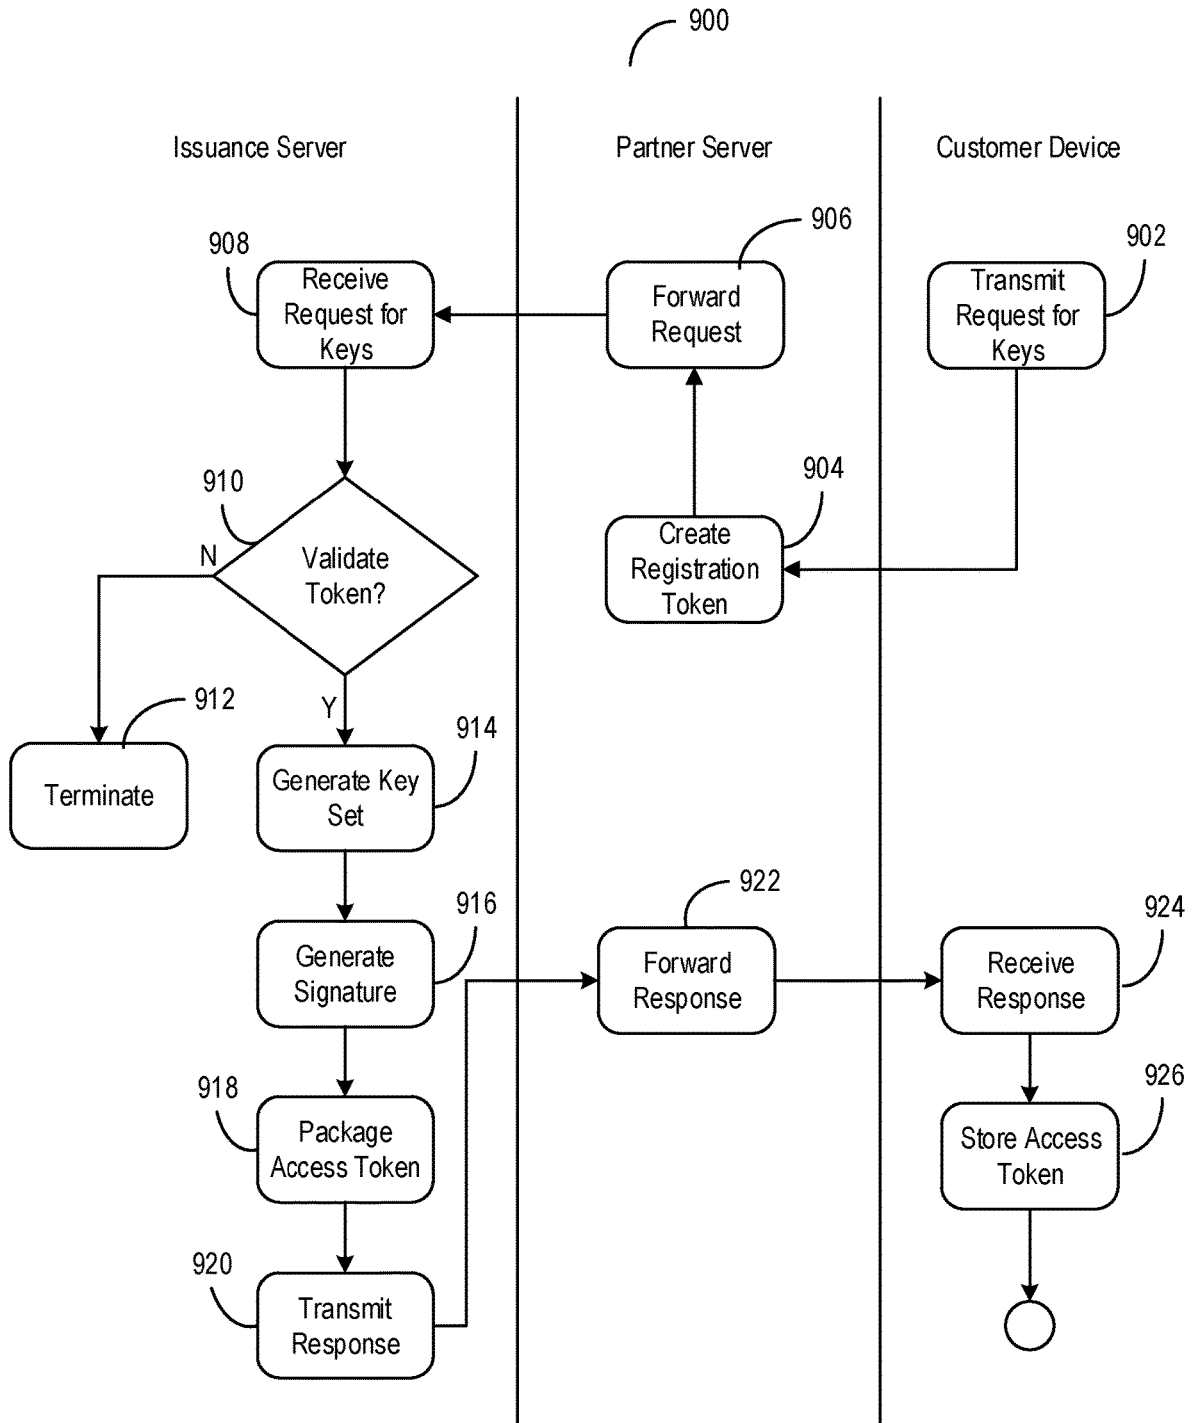 900
Issuance Server
Partner Server
Customer Device
908
Receive
Request for
Keys
906
Forward
Request
902
Transmit
Request for
Keys
904
Create
Registration
Token
910
N
Validate
Token?
Y
912
Terminate
914
Generate Key
Set
916
Generate
Signature
922
Forward
Response
924
Receive
Response
918
Package
Access Token
926
Store Access
Token
920
Transmit
Response